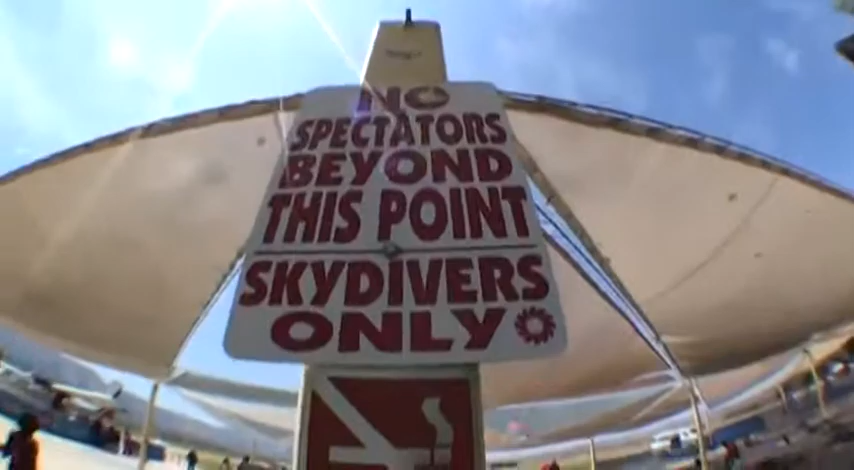 NO
SPECTATORS
BEYOND
THIS POINT
SKYDIVERS
ONLY